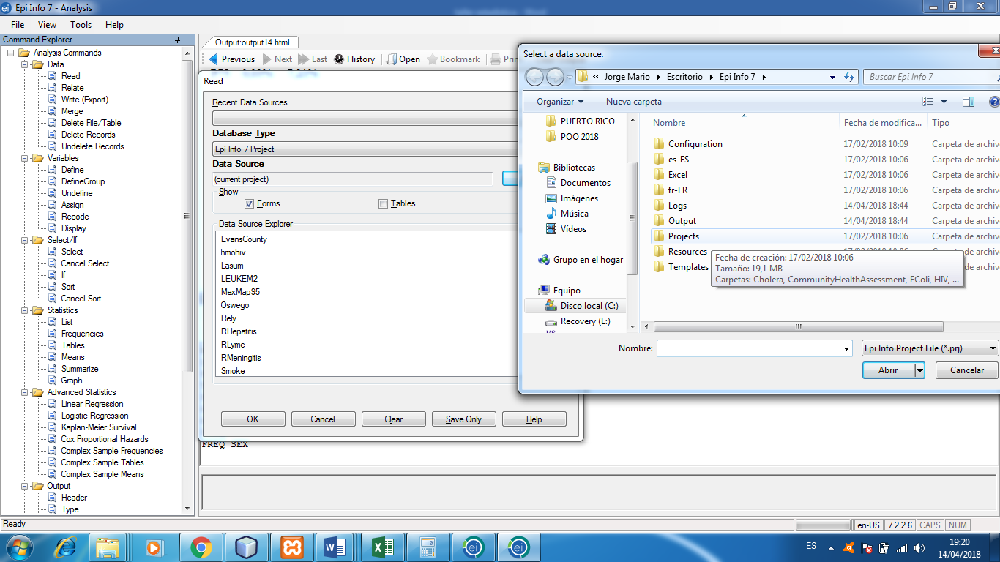 Epi Info 7 - Analysis
File View Tools Help
Command Explorer
Analysis Commands
Data
Read
Relate
Write (Export)
Merge
Delete File/Table
Delete Records
Undelete Records
Variables
Define
DefineGroup
Undefine
Assign
Recode
Display
Select/If
Select
Cancel Select
If
Sort
Cancel Sort
Statistics
List
Frequencies
Tables
Means
Summarize
Graph
Advanced Statistics
Linear Regression
Logistic Regression
Kaplan-Meier Survival
Cox Proportional Hazards
Complex Sample Frequencies
Complex Sample Tables
Complex Sample Means
Output
Header
Type
Output:output14.html
Previous Next Last History Open Bookmark Prin
Read
Recent Data Sources
Database Type
Epi Info 7 Project
Data Source
(current project)
Show
Forms Tables
Data Source Explorer
EvansCounty
hmohiv
Lasum
LEUKEM2
MexMap95
Oswego
Rely
RHepatitis
RLyme
RMeningitis
Smoke
OK Cancel Clear Save Only Help
FREQ SEX
Select a data source.
« Jorge Mario Escritorio Epi Info 7
Buscar Epi Info 7
Organizar Nueva carpeta
PUERTO RICO
POO 2018
Bibliotecas
Documentos
Imágenes
Música
Vídeos
Grupo en el hogar
Equipo
Disco local (C:)
Recovery (E:)
Nombre Fecha de modifica... Tipo
Configuration 17/02/2018 10:09 Carpeta de archiv
es-ES 17/02/2018 10:06 Carpeta de archiv
Excel 17/02/2018 10:06 Carpeta de archiv
fr-FR 17/02/2018 10:06 Carpeta de archiv
Logs 14/04/2018 18:44 Carpeta de archiv
Output 14/04/2018 18:44 Carpeta de archiv
Projects 17/02/2018 10:06 Carpeta de archiv
Resources
Templates
Fecha de creación: 17/02/2018 10:06
Tamaño: 19,1 MB
Carpetas: Cholera, CommunityHealthAssessment, EColi, HIV, ...
Nombre:
Epi Info Project File (*.prj)
Abrir Cancelar
Ready
en-US 7.2.2.6 CAPS NUM
ES
19:20
14/04/2018